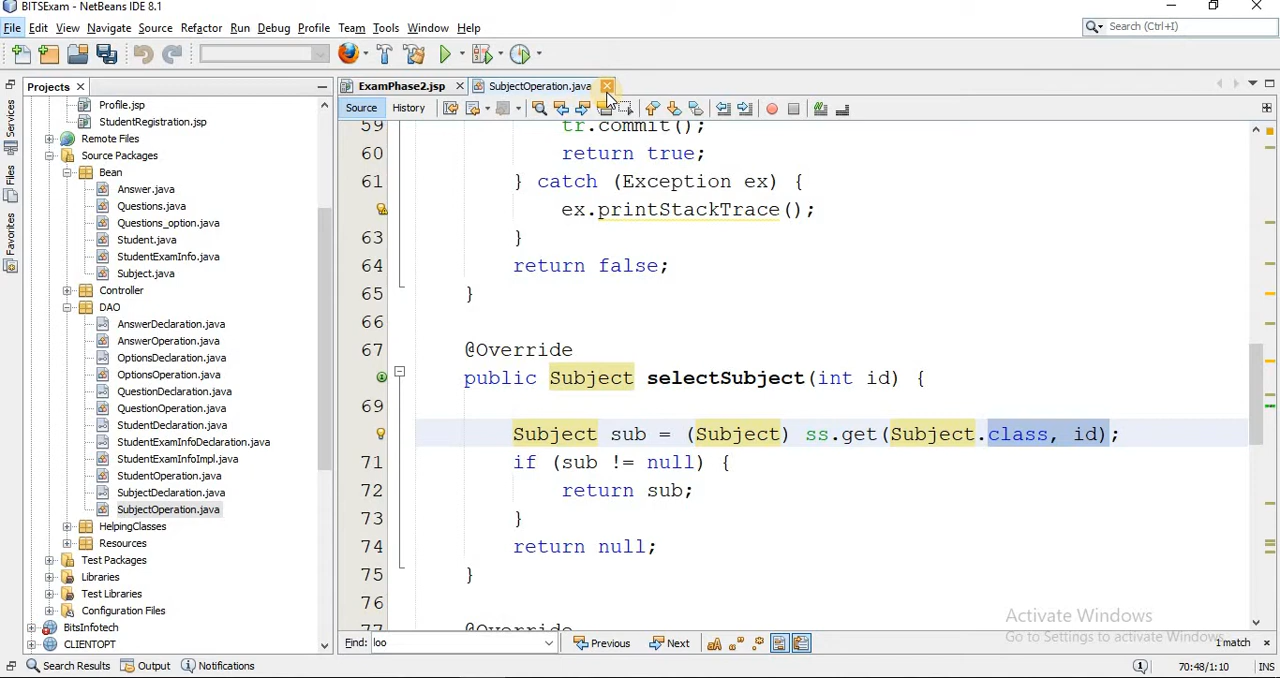 BITSExam - NetBeans IDE 8.1
File Edit View Navigate Source Refactor Run Debug Profile Team Tools Window Help
Search (Ctrl+I)
Projects
ExamPhase2.jsp
SubjectOperation.java
Source History
Services
Files
Favorites
Profile.jsp
StudentRegistration.jsp
Remote Files
Source Packages
Bean
Answer.java
Questions.java
Questions_option.java
Student.java
StudentExamInfo.java
Subject.java
Controller
DAO
AnswerDeclaration.java
AnswerOperation.java
OptionsDeclaration.java
OptionsOperation.java
QuestionDeclaration.java
QuestionOperation.java
StudentDeclaration.java
StudentExamInfoDeclaration.java
StudentExamInfoImpl.java
StudentOperation.java
SubjectDeclaration.java
SubjectOperation.java
HelpingClasses
Resources
Test Packages
Libraries
Test Libraries
Configuration Files
BitsInfotech
CLIENTOPT
59 tr.commit();
60 return true;
61 } catch (Exception ex) {
ex.printStackTrace();
63 }
64 return false;
65 }
66
67 @Override
public Subject selectSubject(int id) {
69
Subject sub = (Subject) ss.get(Subject.class, id);
71 if (sub != null) {
72 return sub;
73 }
74 return null;
75 }
76
77 @Override
Activate Windows
Go to Settings to activate Windows.
Find: loo Previous Next 1 match
Search Results Output Notifications 70:48/1:10 INS